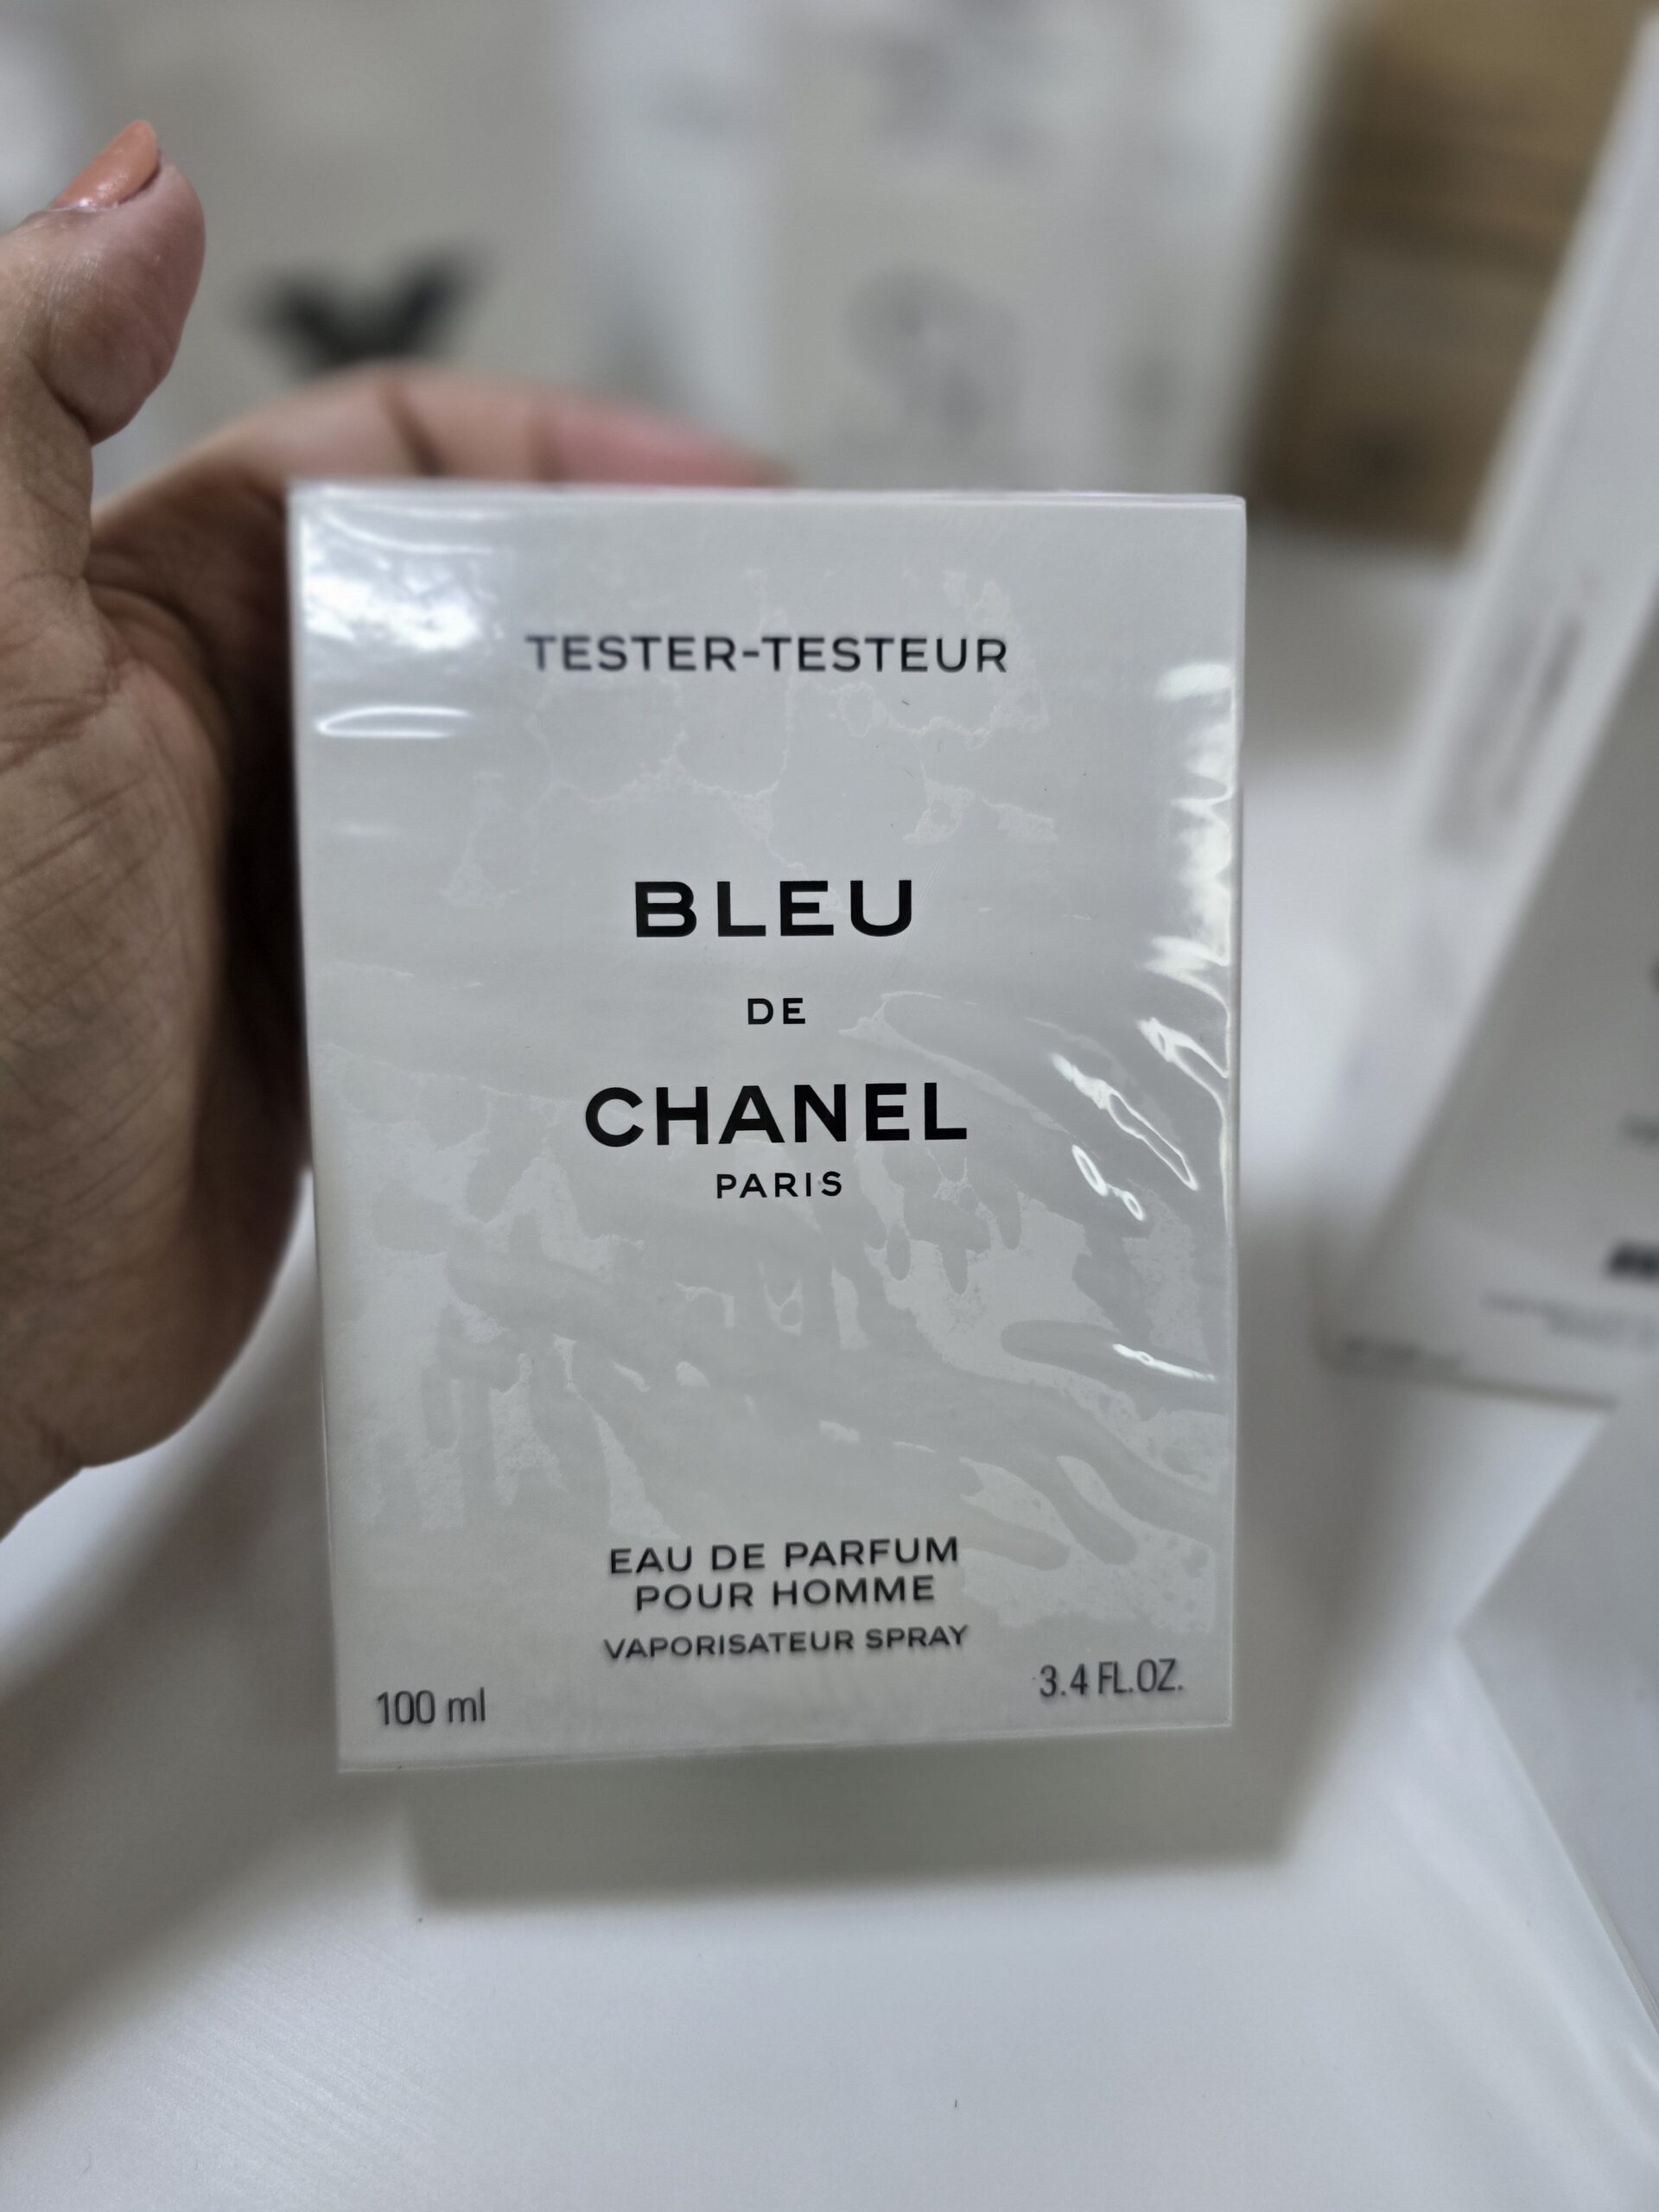 TESTER-TESTEUR
BLEU
DE
CHANEL
PARIS
EAU DE PARFUM
POUR HOMME
VAPORISATEUR SPRAY
100 ml
3.4 FL.OZ.